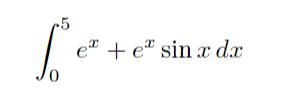 ∫₀⁵ eˣ + eˣ sin x dx